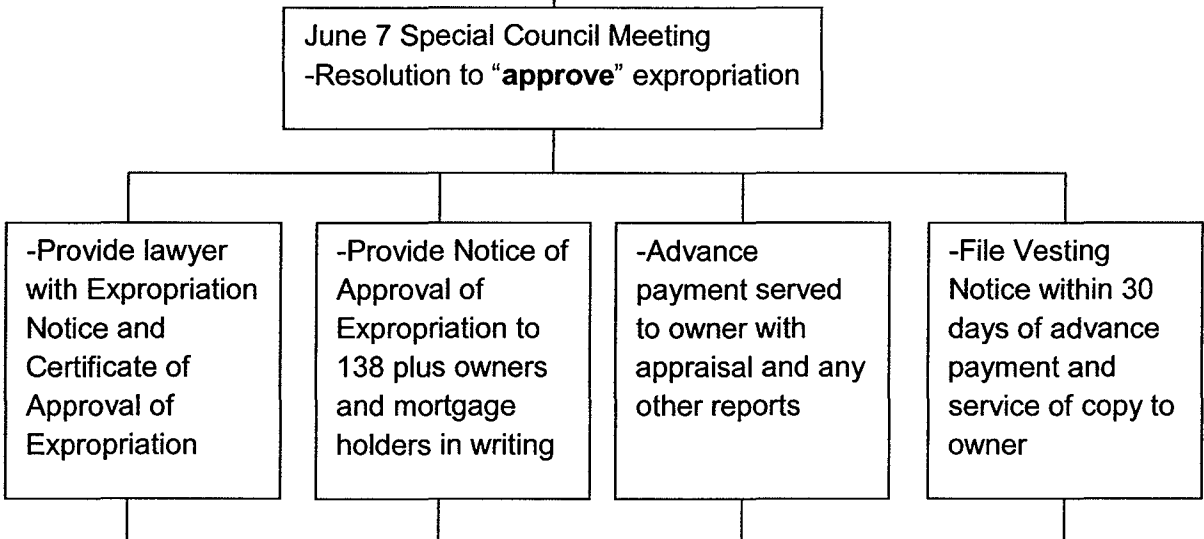 June 7 Special Council Meeting
-Resolution to “approve” expropriation
-Provide lawyer
with Expropriation
Notice and
Certificate of
Approval of
Expropriation
-Provide Notice of
Approval of
Expropriation to
138 plus owners
and mortgage
holders in writing
-Advance
payment served
to owner with
appraisal and any
other reports
-File Vesting
Notice within 30
days of advance
payment and
service of copy to
owner